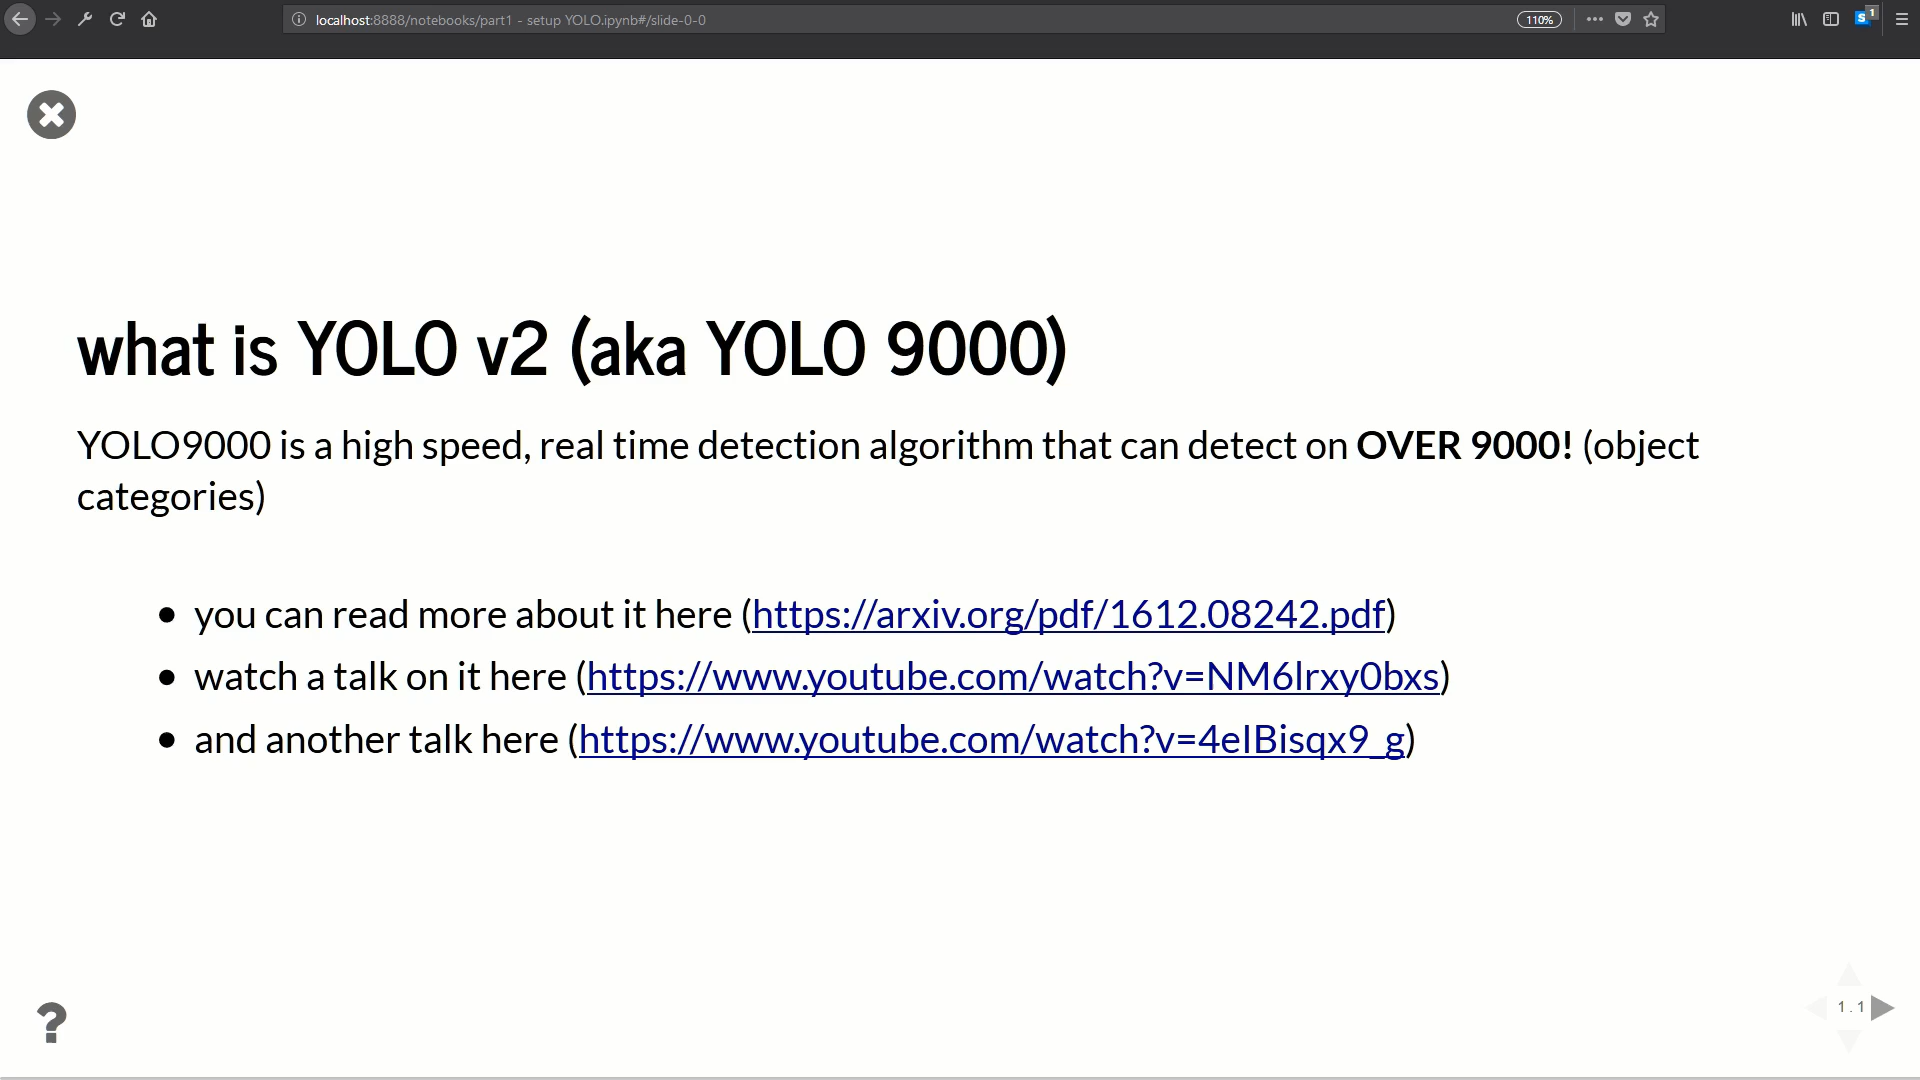 localhost:8888/notebooks/part1 - setup YOLO.ipynb#/slide-0-0
110%
S 1
what is YOLO v2 (aka YOLO 9000)
YOLO9000 is a high speed, real time detection algorithm that can detect on OVER 9000! (object
categories)
you can read more about it here (https://arxiv.org/pdf/1612.08242.pdf)
watch a talk on it here (https://www.youtube.com/watch?v=NM6lrxy0bxs)
and another talk here (https://www.youtube.com/watch?v=4eIBisqx9_g)
?
1 . 1